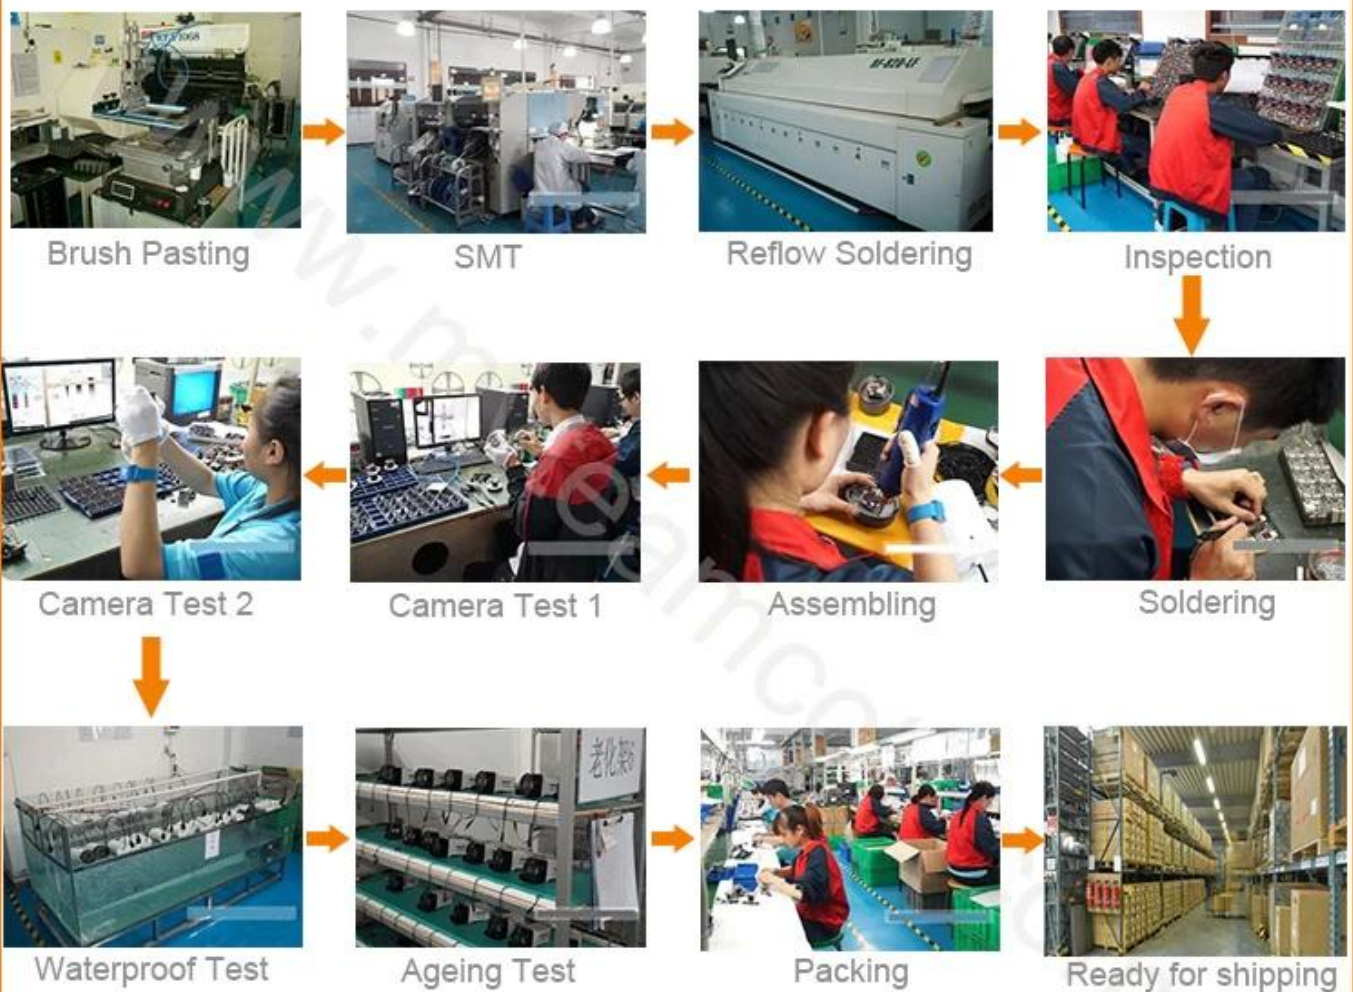 Brush Pasting
SMT
Reflow Soldering
Inspection
Camera Test 2
Camera Test 1
Assembling
Soldering
老化架6
Waterproof Test
Ageing Test
Packing
Ready for shipping